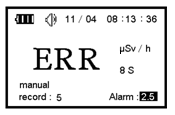 11 / 04 08 : 13 : 36
ERR
μSv / h
8 S
manual
record : 5 Alarm : 2.5